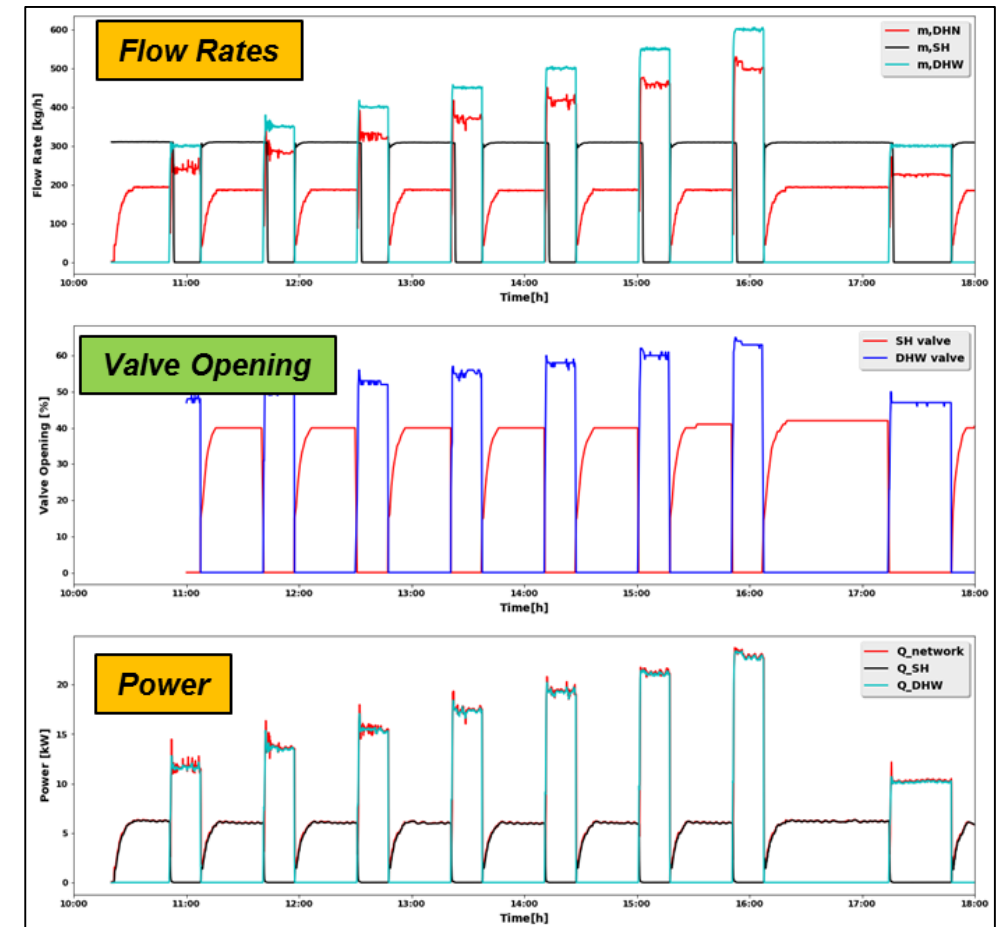 Flow Rates
m,DHN
m,SH
m,DHW
Flow Rate [kg/h]
600
500
400
300
200
100
0
10:00 11:00 12:00 13:00 14:00 15:00 16:00 17:00 18:00
Time[h]
Valve Opening
SH valve
DHW valve
Valve Opening [%]
60
50
40
30
20
10
0
10:00 11:00 12:00 13:00 14:00 15:00 16:00 17:00 18:00
Time[h]
Power
Q_network
Q_SH
Q_DHW
Power [kW]
20
15
10
5
0
10:00 11:00 12:00 13:00 14:00 15:00 16:00 17:00 18:00
Time[h]